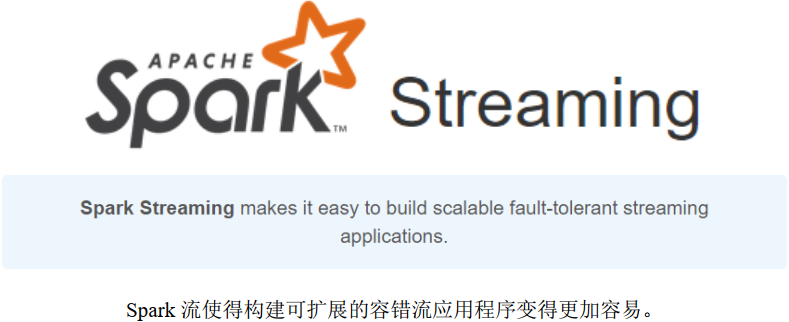 APACHE
Spark™ Streaming
Spark Streaming makes it easy to build scalable fault-tolerant streaming
applications.
Spark 流使得构建可扩展的容错流应用程序变得更加容易。